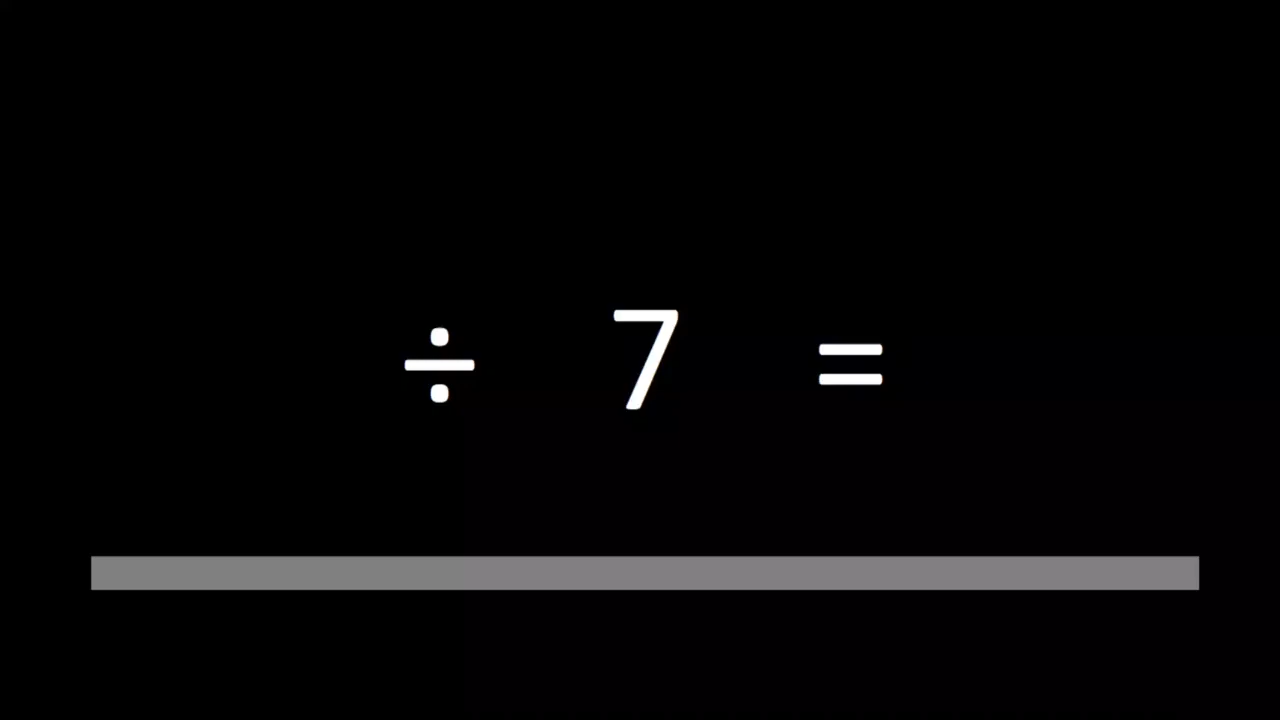 ÷ 7 =